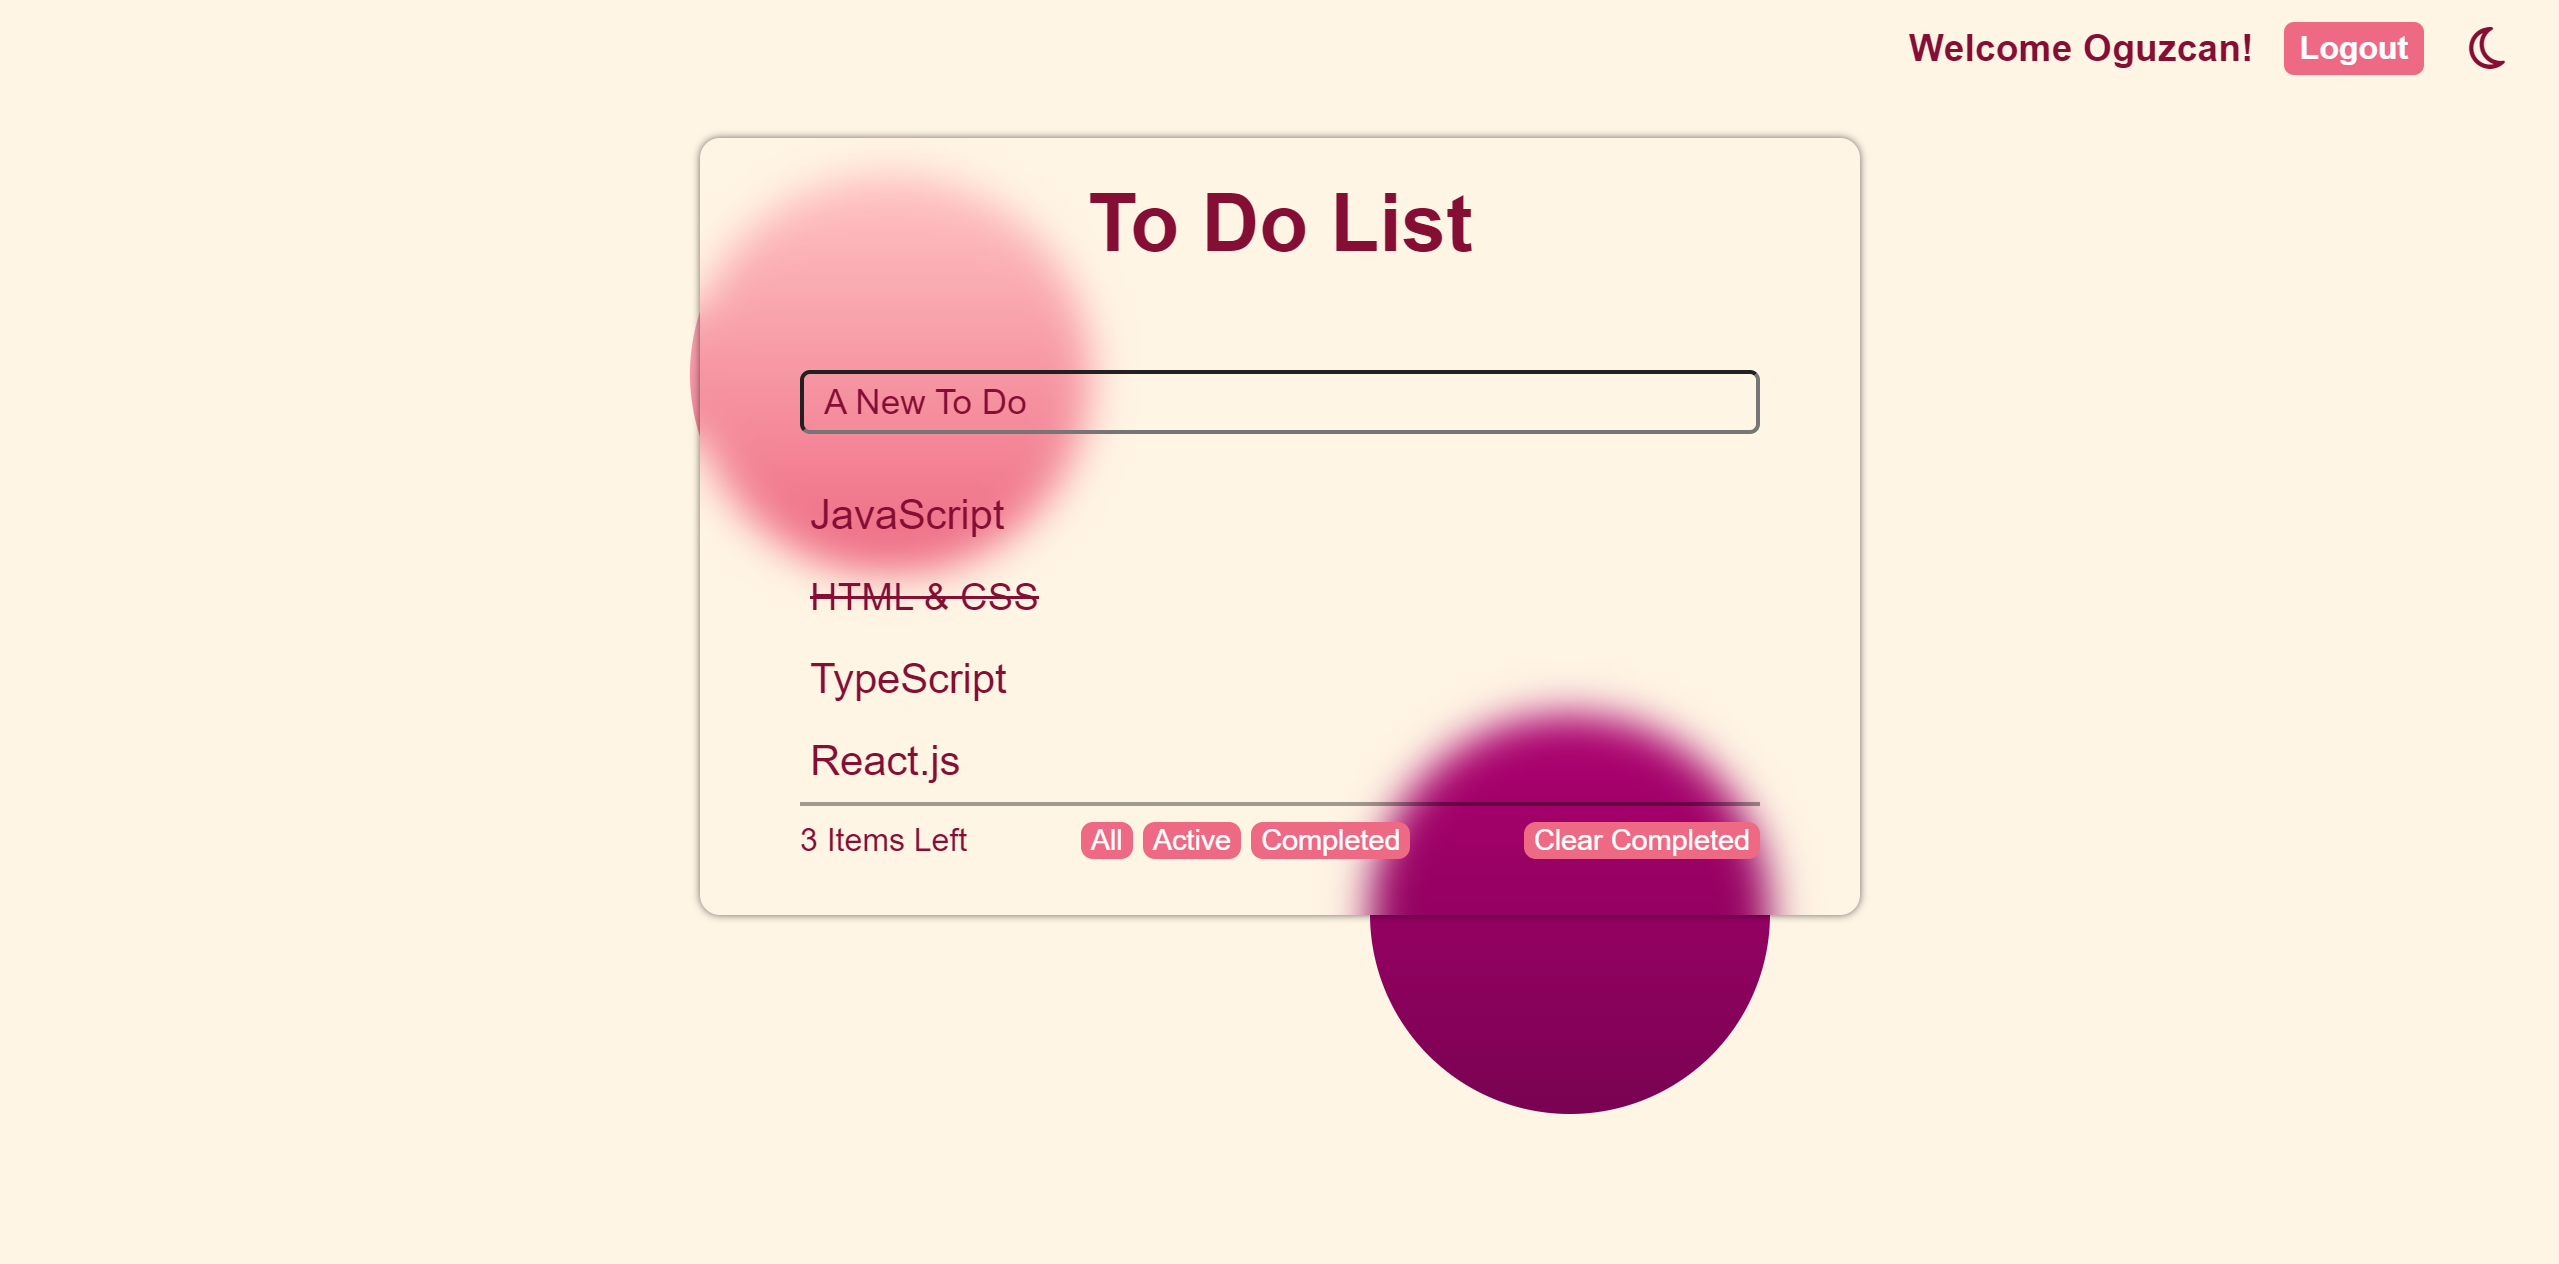 Welcome Oguzcan! Logout
To Do List
A New To Do
JavaScript
HTML & CSS
TypeScript
React.js
3 Items Left All Active Completed Clear Completed